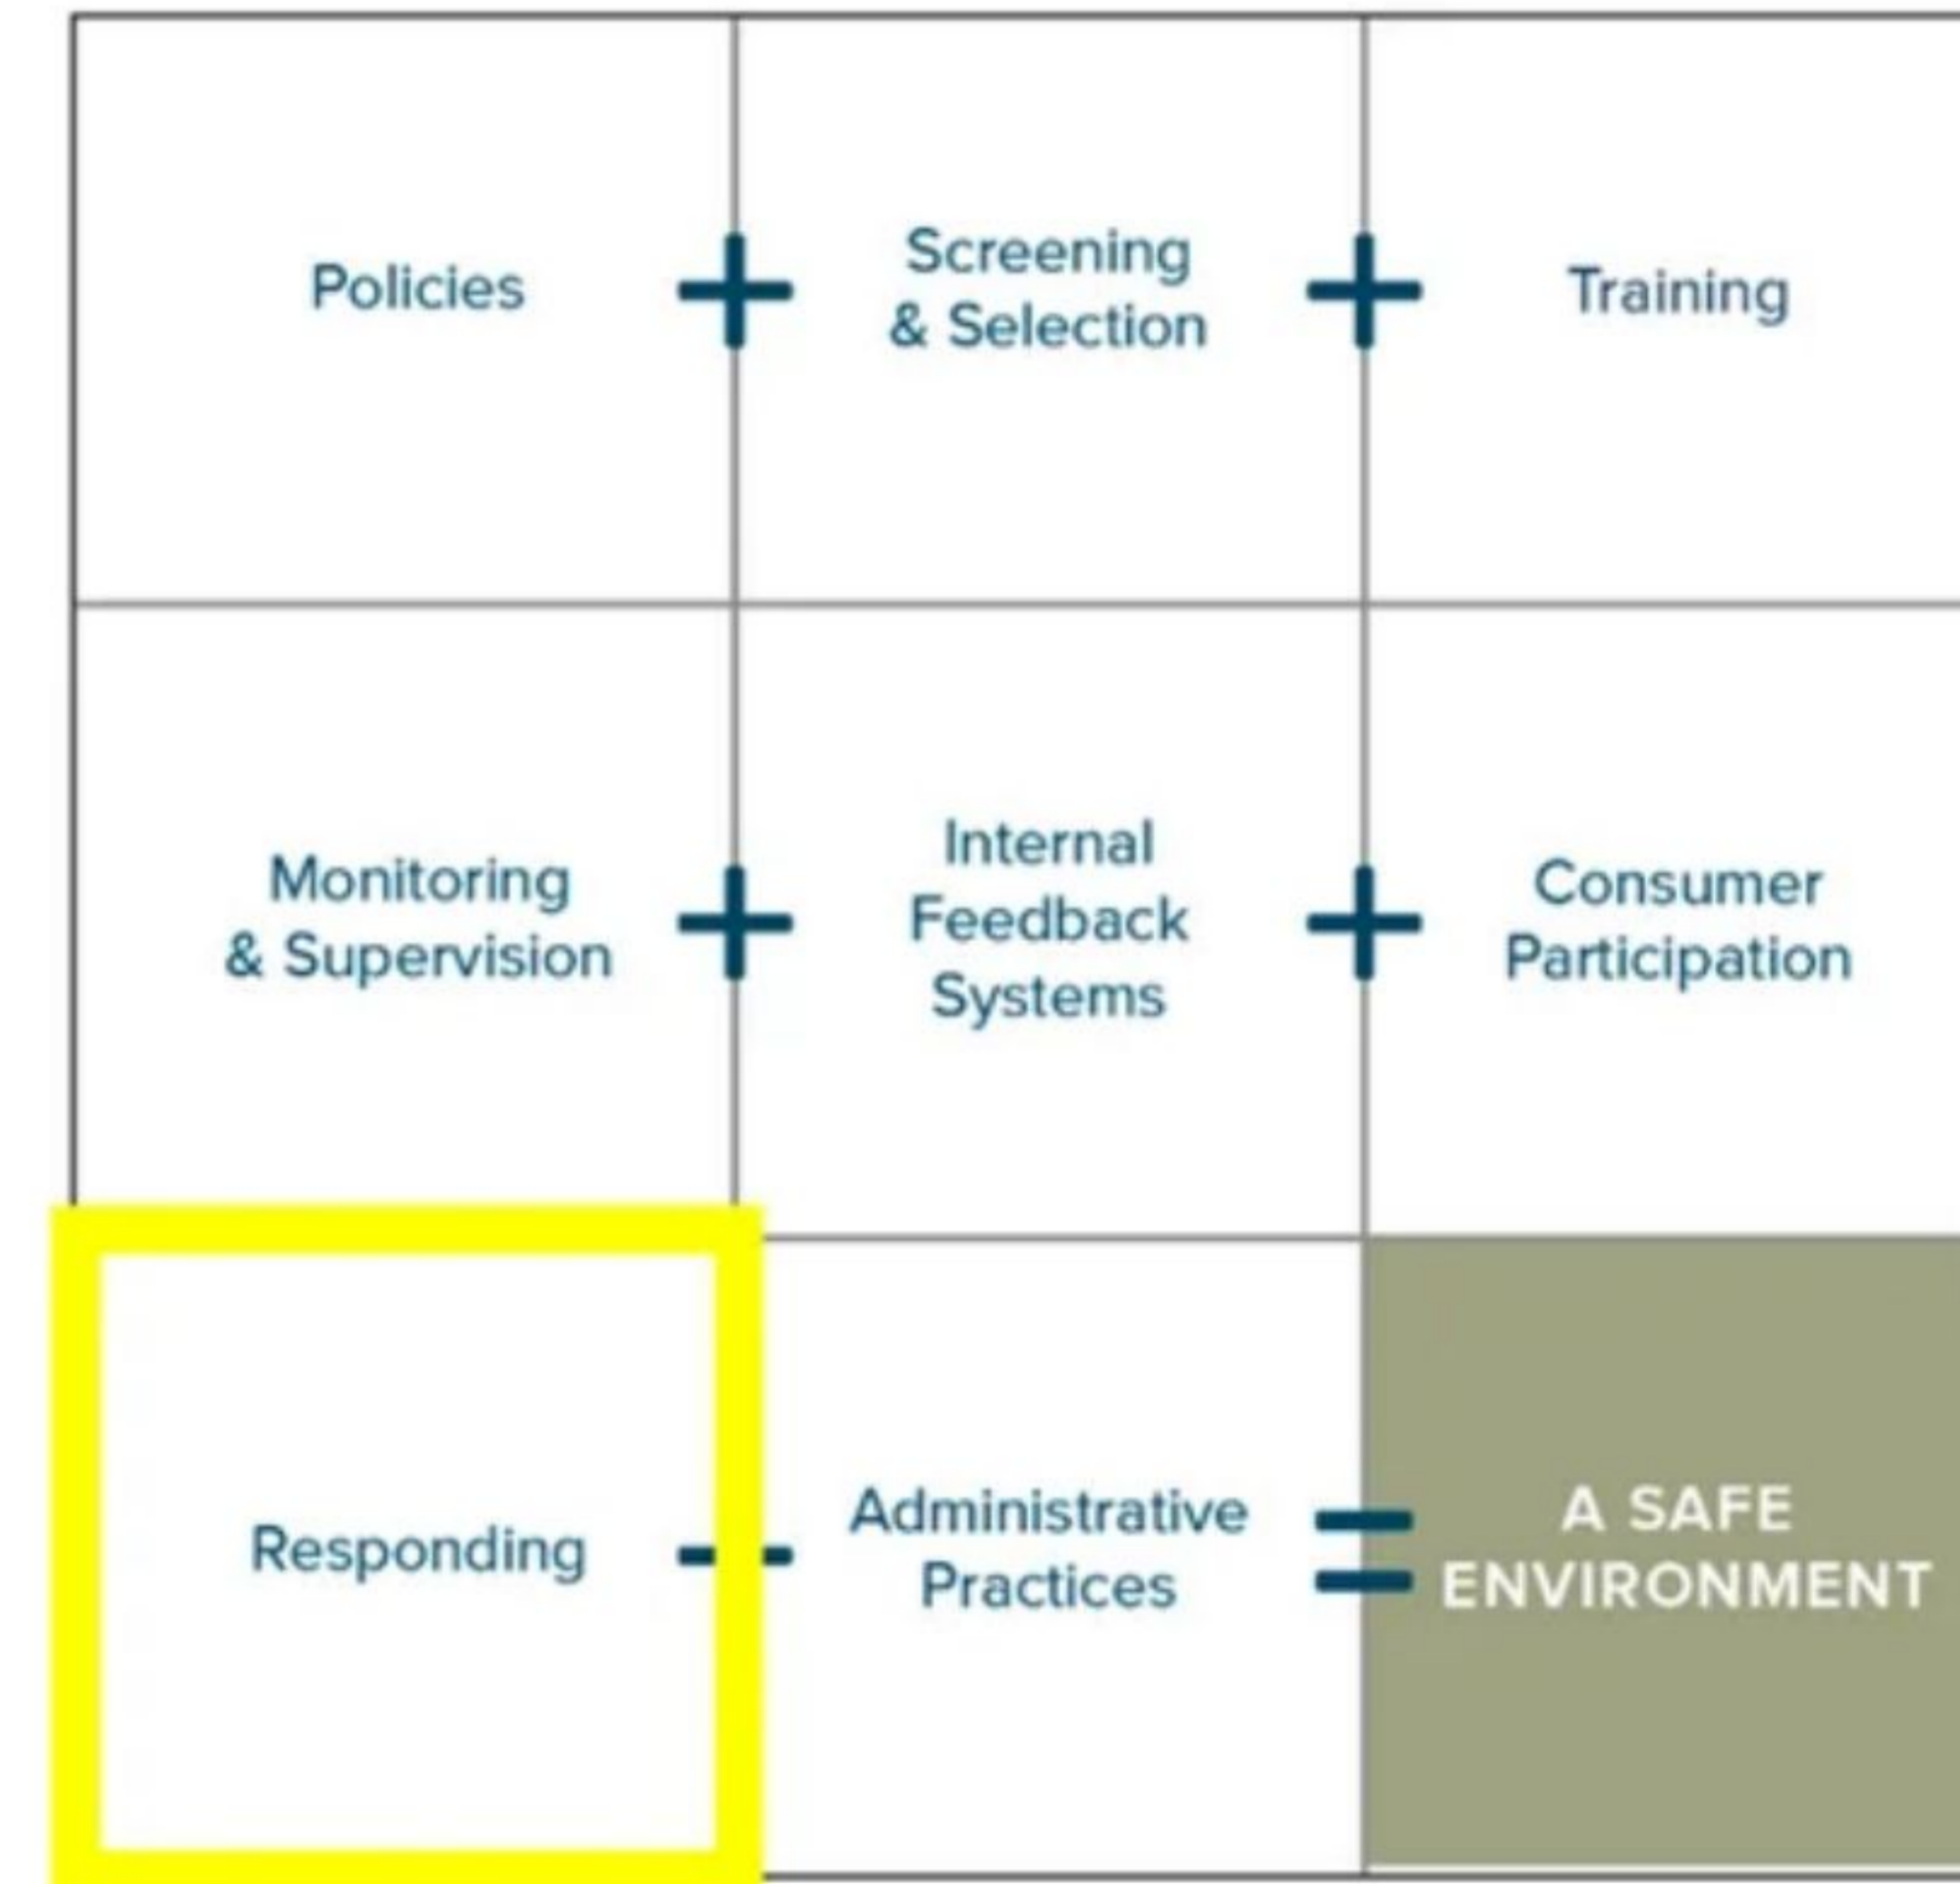 Policies
Screening
& Selection
Training
Monitoring
& Supervision
Internal
Feedback
Systems
Consumer
Participation
Responding
Administrative
Practices
A SAFE
ENVIRONMENT